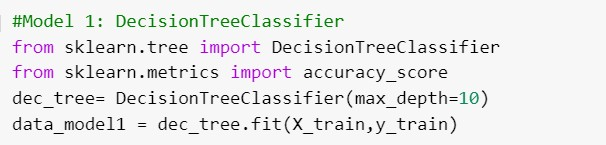 #Model 1: DecisionTreeClassifier
from sklearn.tree import DecisionTreeClassifier
from sklearn.metrics import accuracy_score
dec_tree= DecisionTreeClassifier(max_depth=10)
data_model1 = dec_tree.fit(X_train,y_train)